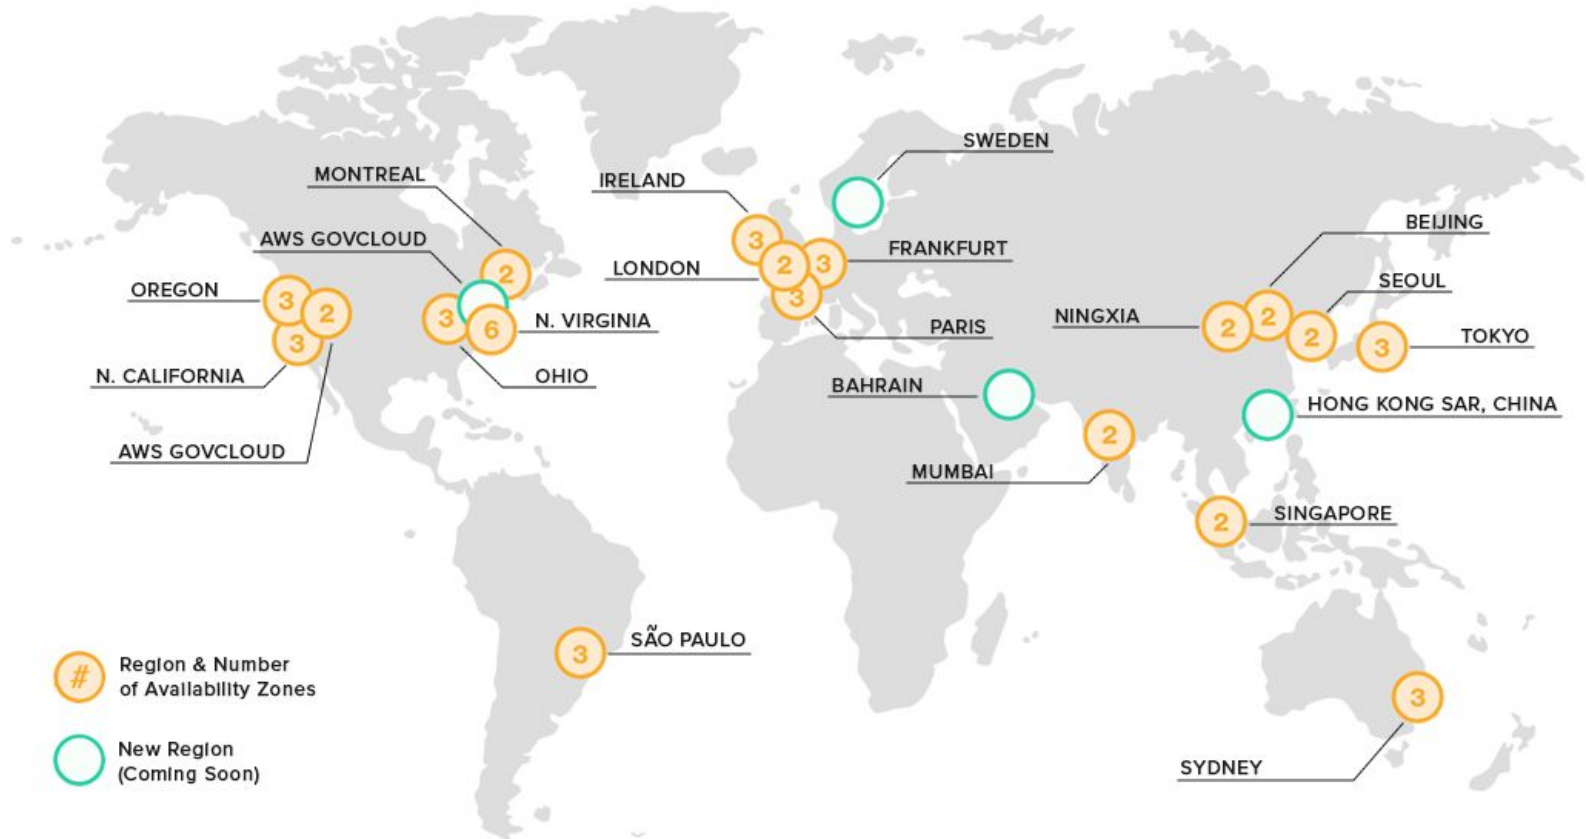 SWEDEN
MONTREAL
IRELAND
BEIJING
AWS GOVCLOUD
FRANKFURT
LONDON
SEOUL
OREGON
NINGXIA
N. VIRGINIA
PARIS
TOKYO
N. CALIFORNIA
OHIO
BAHRAIN
HONG KONG SAR, CHINA
AWS GOVCLOUD
MUMBAI
SINGAPORE
SÃO PAULO
SYDNEY
3
2
3
2
3
6
3
2
3
3
2
2
2
3
2
2
3
3
# Region & Number
of Availability Zones
New Region
(Coming Soon)